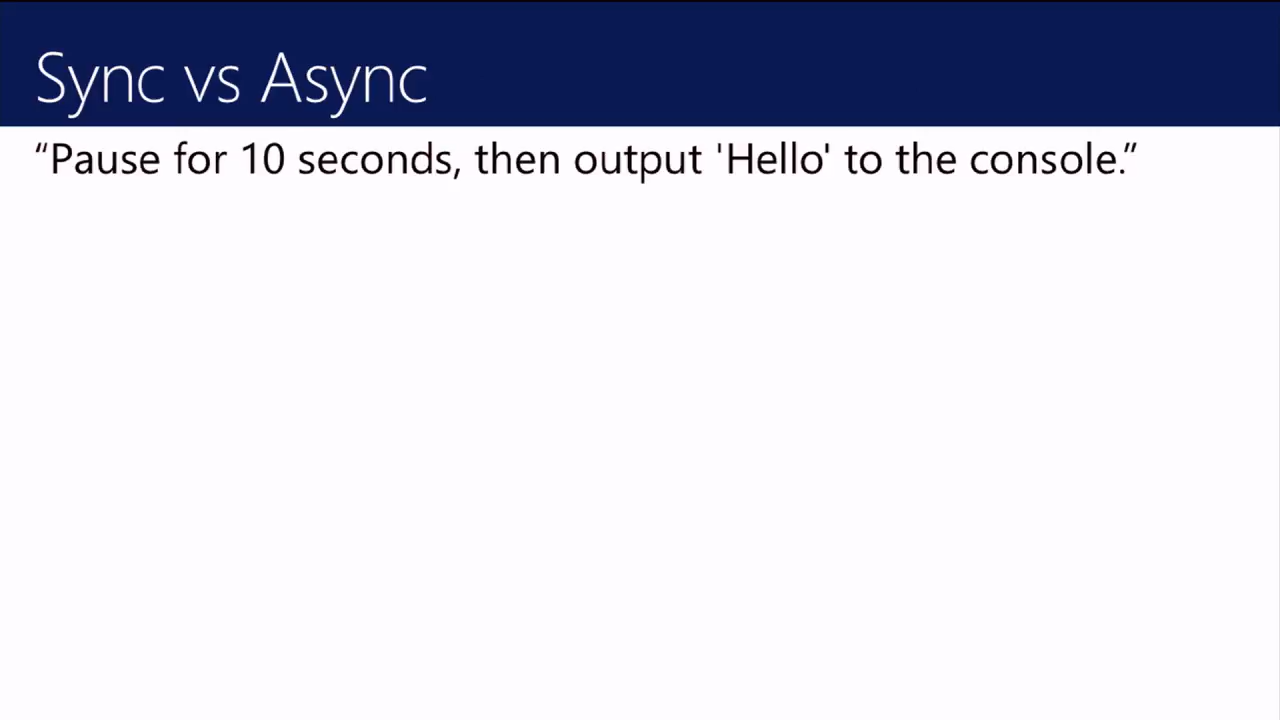 Sync vs Async
“Pause for 10 seconds, then output 'Hello' to the console.”